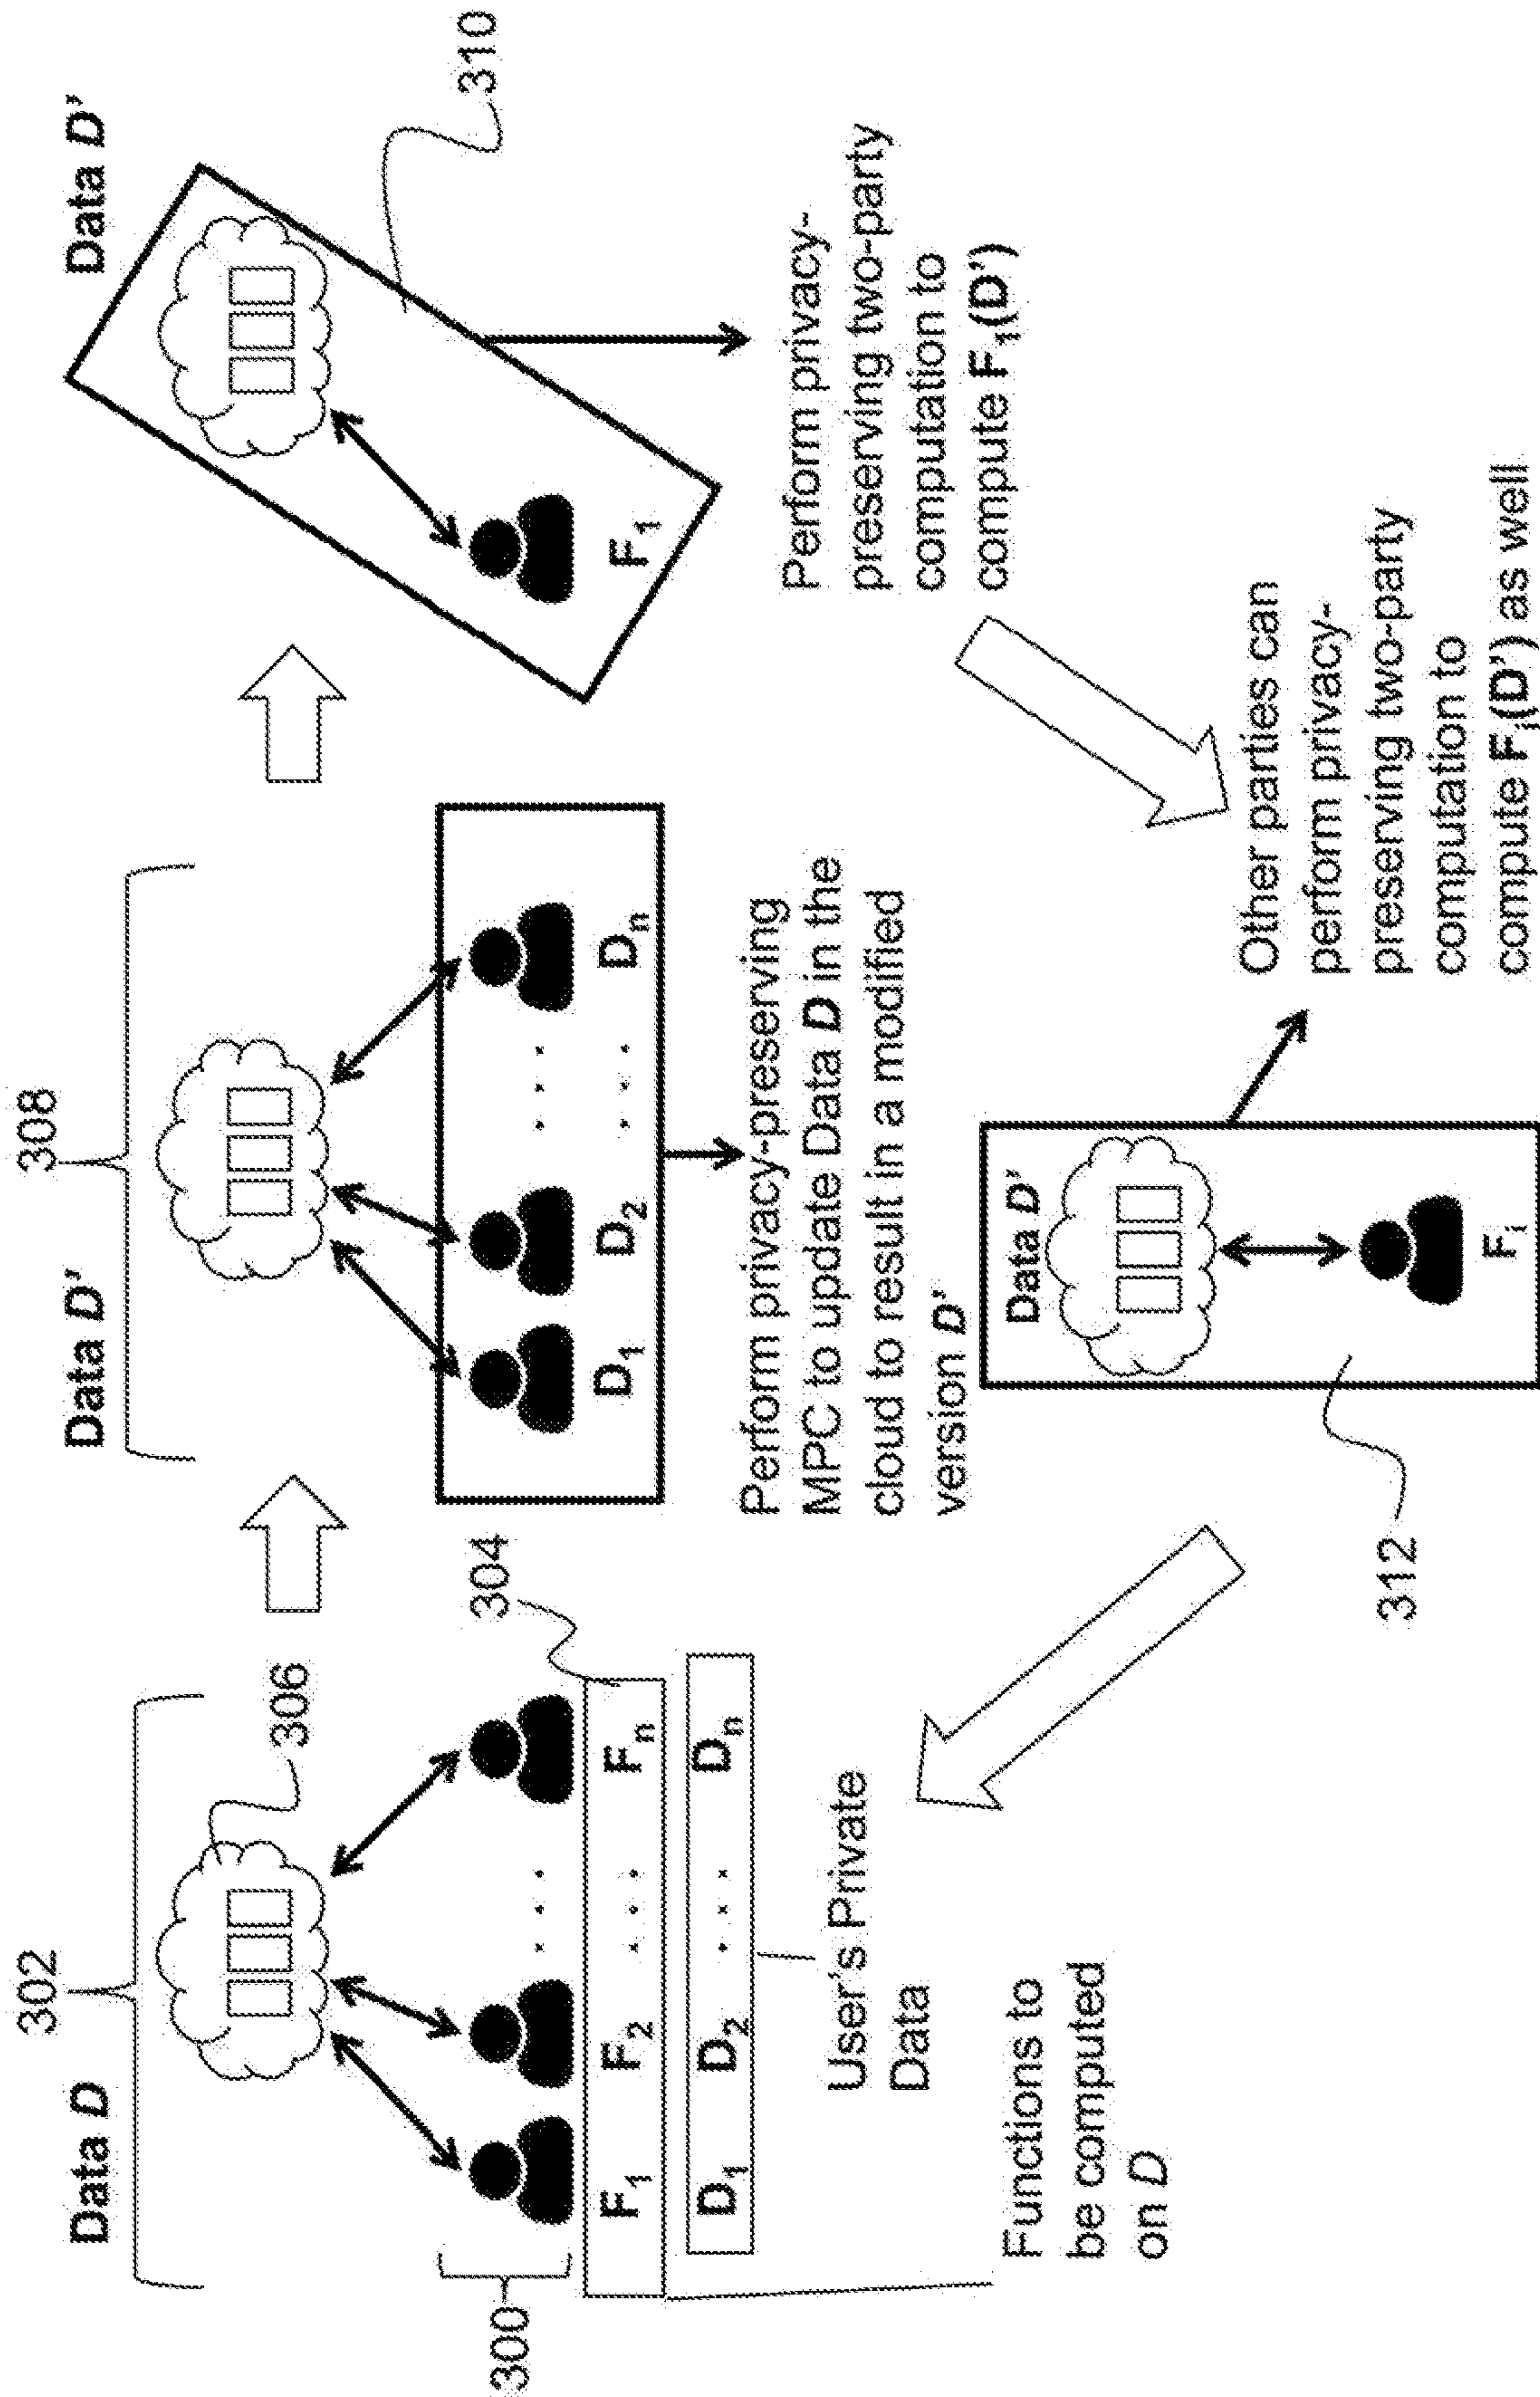 302
Data D
306
300
F₁ F₂ . . . Fₙ
304
D₁ D₂ . . . Dₙ
User's Private
Data
Functions to
be computed
on D
308
Data D'
D₁ D₂ . . . Dₙ
Perform privacy-preserving
MPC to update Data D in the
cloud to result in a modified
version D'
Data D'
310
F₁
Perform privacy-
preserving two-party
computation to
compute F₁(D')
Data D'
Fᵢ
312
Other parties can
perform privacy-
preserving two-party
computation to
compute Fᵢ(D') as well